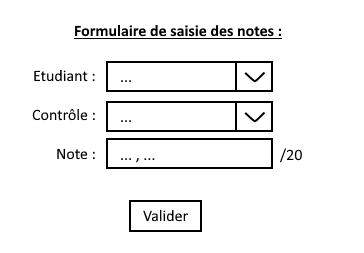 Formulaire de saisie des notes :
Etudiant : ...
Contrôle : ...
Note : ... , ... /20
Valider